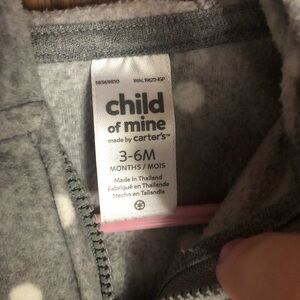 child
of mine
made by carter's™
3-6M
MONTHS / MOIS
Made in Thailand
Fabriqué en Thaïlande
Hecho en Tailandia